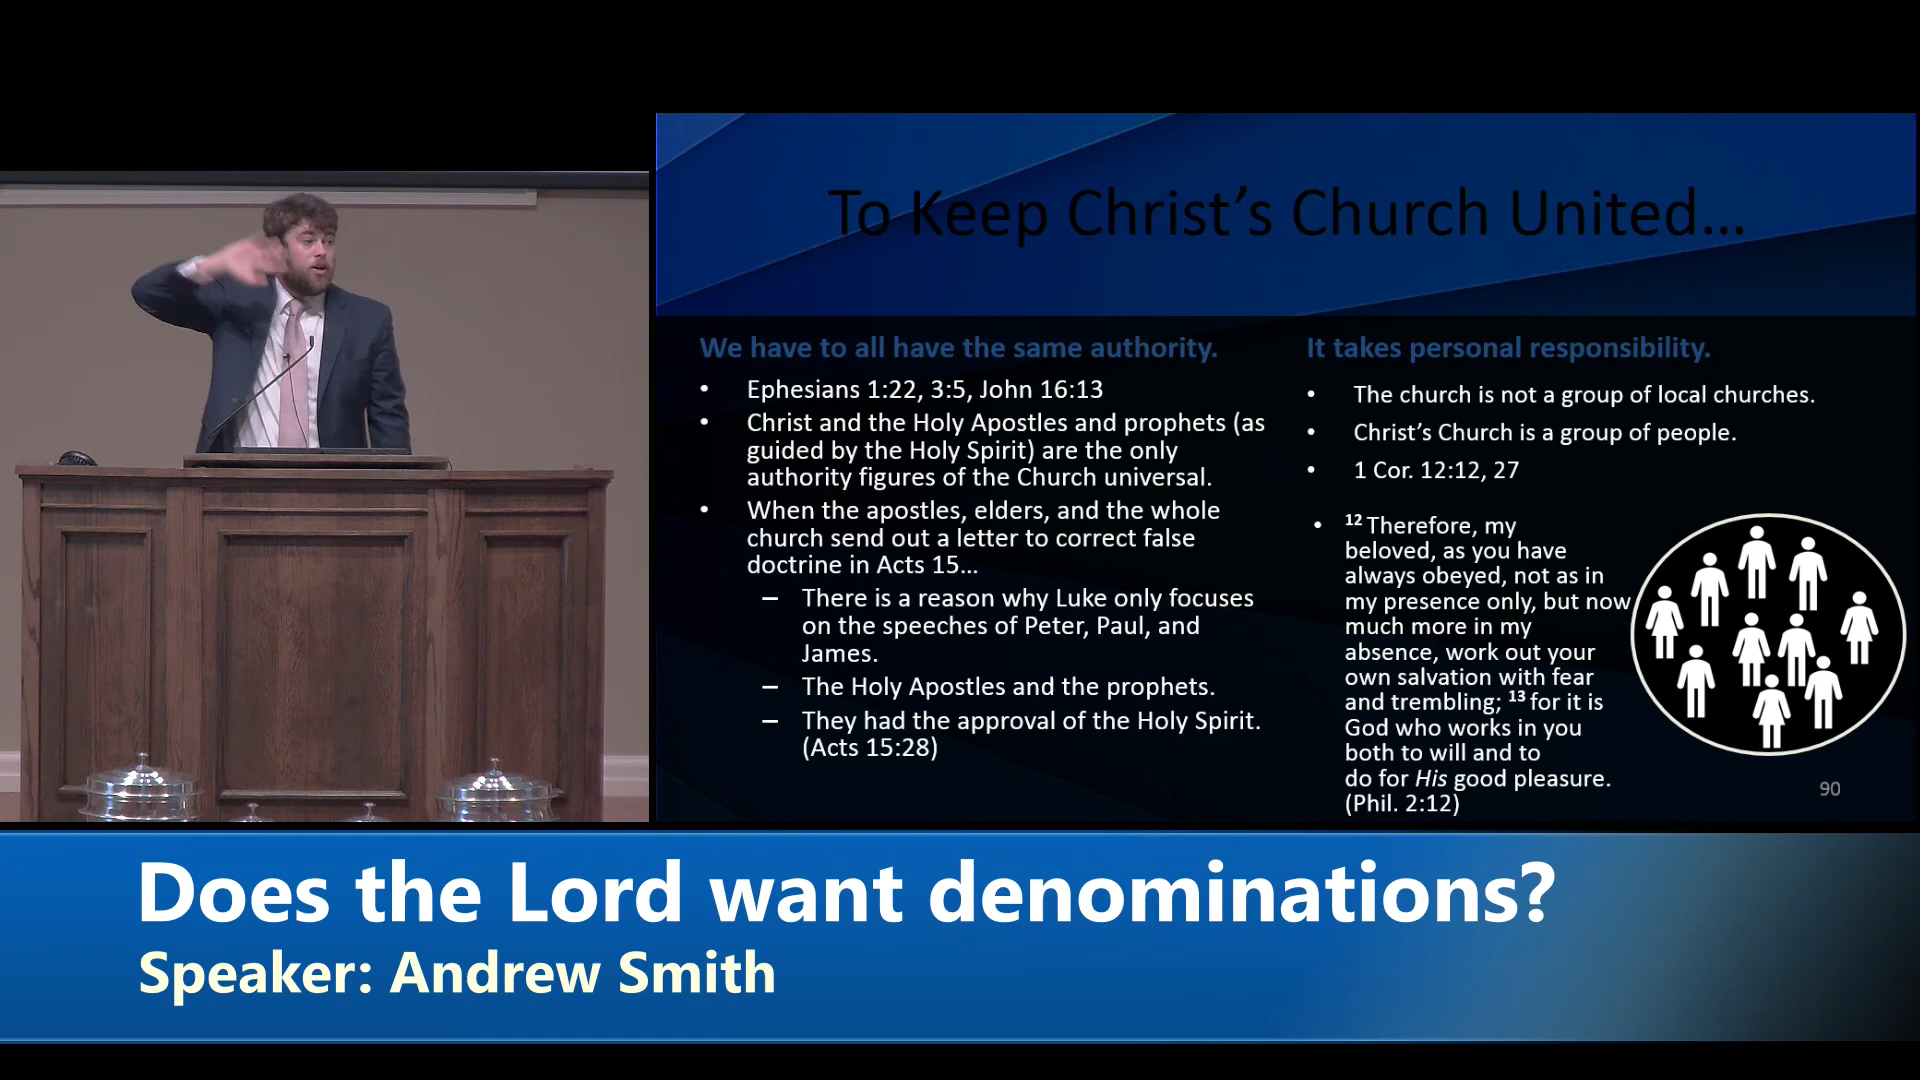 To Keep Christ’s Church United…
We have to all have the same authority.
• Ephesians 1:22, 3:5, John 16:13
• Christ and the Holy Apostles and prophets (as
guided by the Holy Spirit) are the only
authority figures of the Church universal.
• When the apostles, elders, and the whole
church send out a letter to correct false
doctrine in Acts 15…
– There is a reason why Luke only focuses
on the speeches of Peter, Paul, and
James.
– The Holy Apostles and the prophets.
– They had the approval of the Holy Spirit.
(Acts 15:28)
It takes personal responsibility.
• The church is not a group of local churches.
• Christ’s Church is a group of people.
• 1 Cor. 12:12, 27
• 12 Therefore, my
beloved, as you have
always obeyed, not as in
my presence only, but now
much more in my
absence, work out your
own salvation with fear
and trembling; 13 for it is
God who works in you
both to will and to
do for His good pleasure.
(Phil. 2:12)
90
Does the Lord want denominations?
Speaker: Andrew Smith